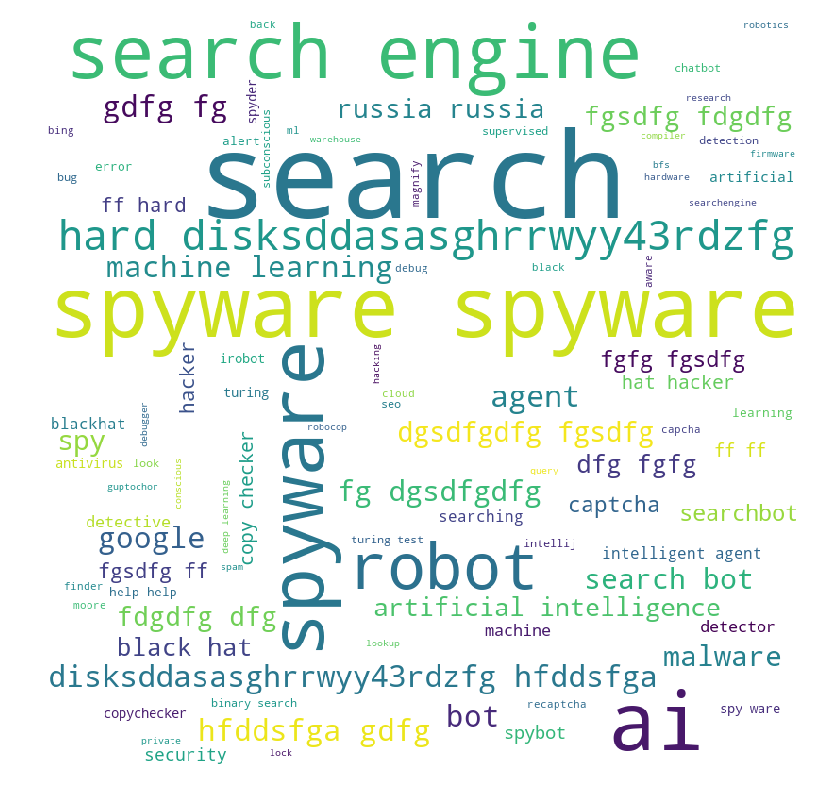 back
robotics
search engine
chatbot
gdfg fg
spyder
russia russia
research
fgsdfg fdgdfg
bing
subconscious
ml
supervised
compiler
alert
warehouse
search
detection
firmware
error
bug
magnify
bfs
hardware
artificial
ff hard
searchengine
hard disksddasasghrrwyy43rdzfg
machine learning
debug
black
aware
spyware spyware
hacker
irobot
spyware
hacking
fgfg fgsdfg
hat hacker
turing
cloud
seo
agent
blackhat
debugger
robocop
learning
spy
copy checker
dgsdfgdfg fgsdfg
capcha
ff ff
antivirus
look
conscious
query
dfg fgfg
guptochor
deep learning
fg dgsdfgdfg
captcha
searchbot
detective
searching
google
turing test
intellij
intelligent agent
fgsdfg ff
spam
robot
search bot
finder
help help
moore
fdgdfg dfg
artificial intelligence
machine
detector
black hat
lookup
malware
disksddasasghrrwyy43rdzfg hfddsfga
copychecker
binary search
recaptcha
ai
spy ware
hfddsfga gdfg
bot
spybot
private
security
lock